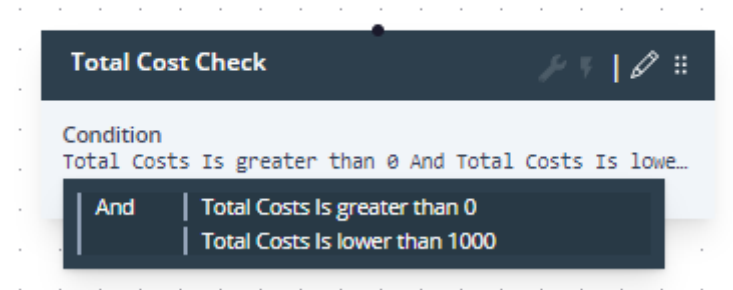 Total Cost Check
Condition
Total Costs Is greater than 0 And Total Costs Is lowe…
And
Total Costs Is greater than 0
Total Costs Is lower than 1000